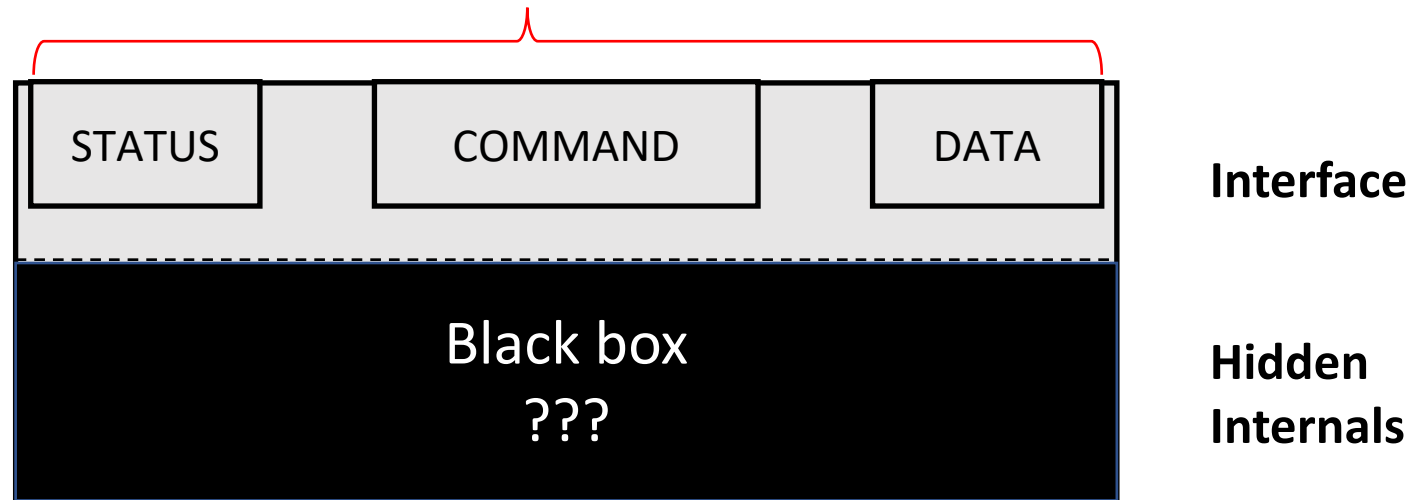 STATUS
COMMAND
DATA
Interface
Black box
???
Hidden
Internals